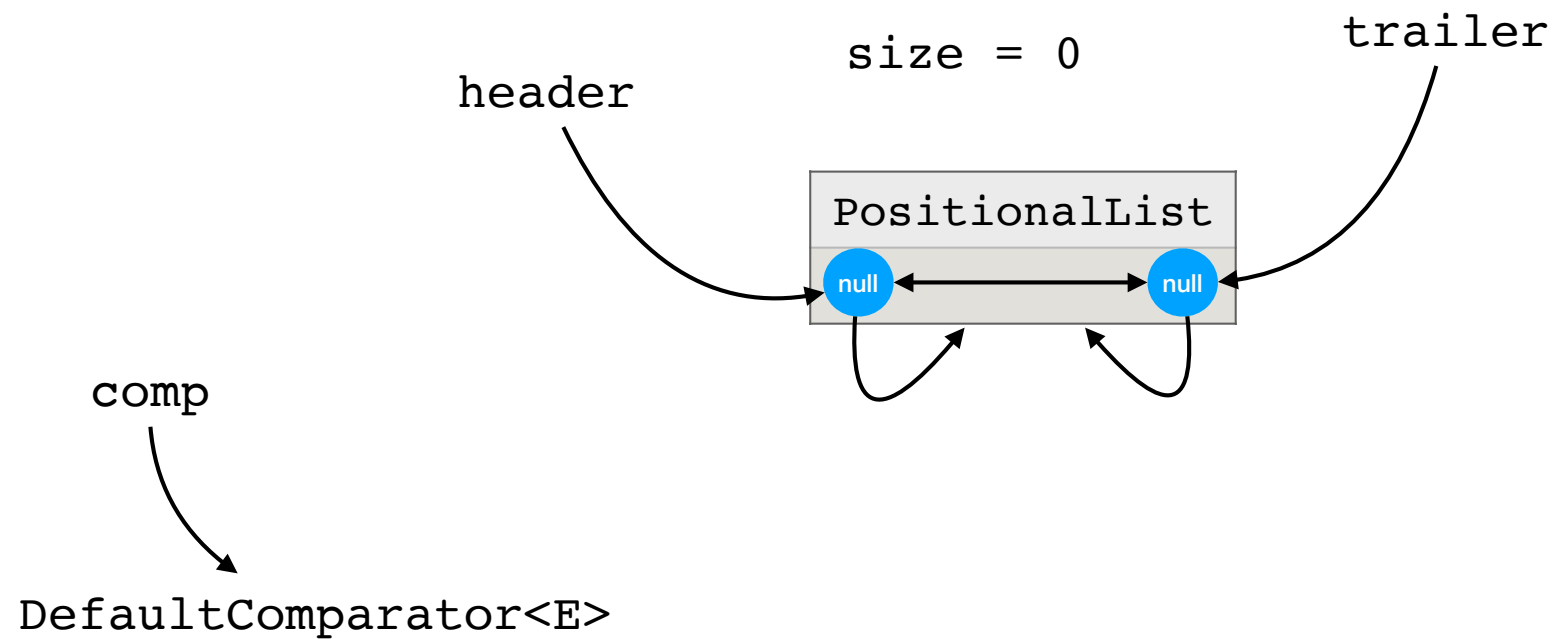 trailer
size = 0
header
PositionalList
null
null
comp
DefaultComparator<E>